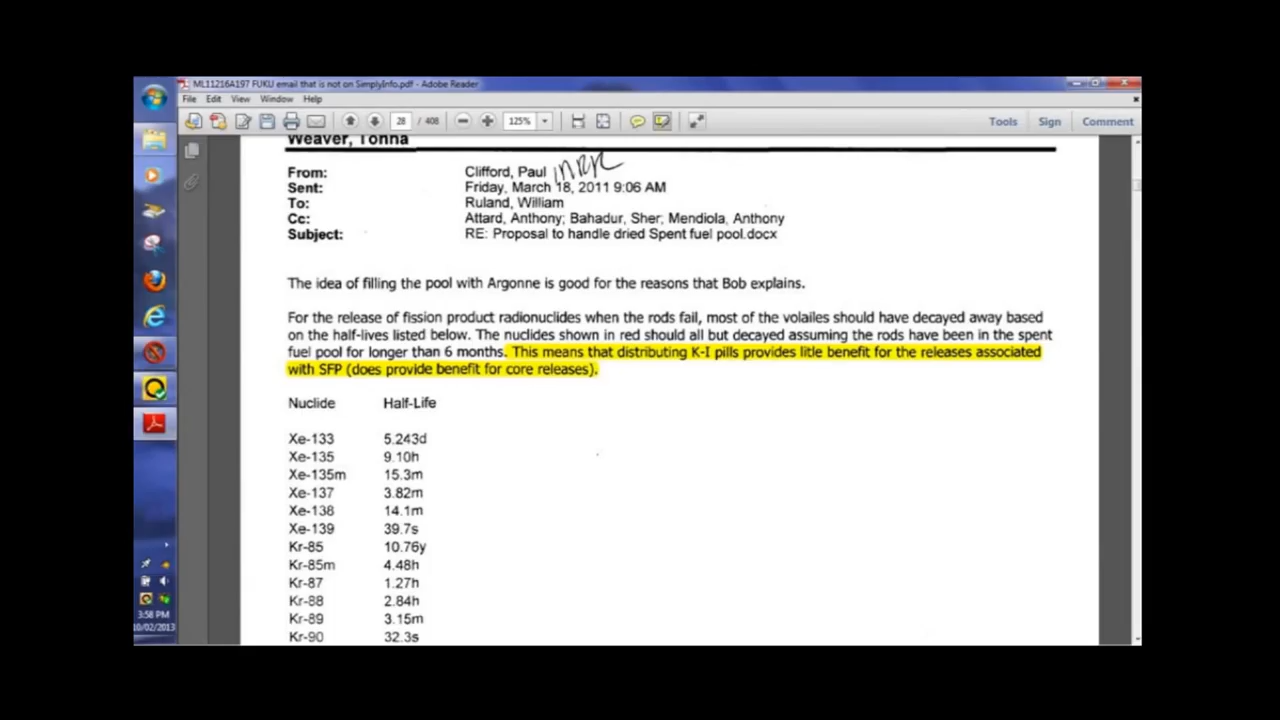 ML11216A197 FUKU email that is not on SimplyInfo.pdf - Adobe Reader
File Edit View Window Help
28 / 408 125% Tools Sign Comment
Weaver, Tonna
From: Clifford, Paul NRR
Sent: Friday, March 18, 2011 9:06 AM
To: Ruland, William
Cc: Attard, Anthony; Bahadur, Sher; Mendiola, Anthony
Subject: RE: Proposal to handle dried Spent fuel pool.docx
The idea of filling the pool with Argonne is good for the reasons that Bob explains.
For the release of fission product radionuclides when the rods fail, most of the volailes should have decayed away based
on the half-lives listed below. The nuclides shown in red should all but decayed assuming the rods have been in the spent
fuel pool for longer than 6 months. This means that distributing K-I pills provides litle benefit for the releases associated
with SFP (does provide benefit for core releases).
Nuclide Half-Life
Xe-133 5.243d
Xe-135 9.10h
Xe-135m 15.3m
Xe-137 3.82m
Xe-138 14.1m
Xe-139 39.7s
Kr-85 10.76y
Kr-85m 4.48h
Kr-87 1.27h
Kr-88 2.84h
Kr-89 3.15m
Kr-90 32.3s
3:58 PM
10/02/2013